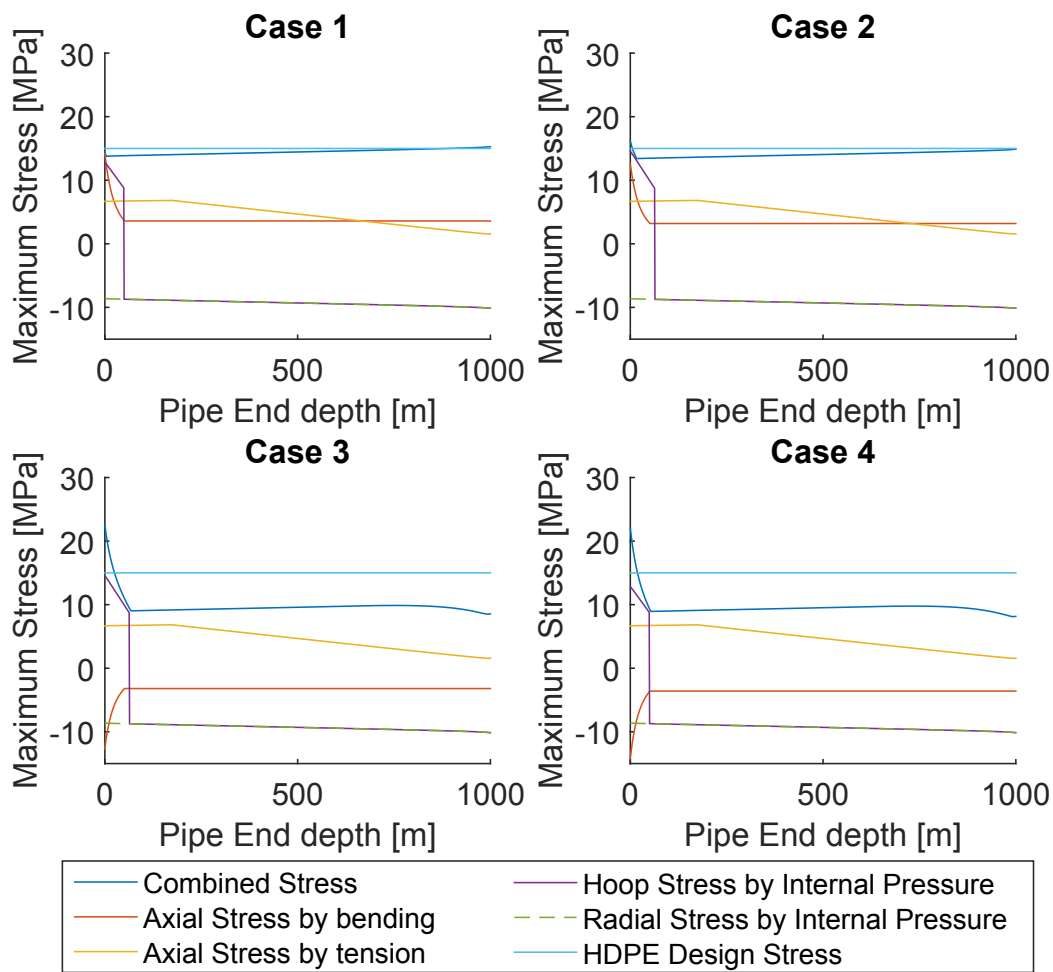 Case 1
Maximum Stress [MPa]
30
20
10
0
-10
0
500
1000
Pipe End depth [m]
Case 2
Maximum Stress [MPa]
30
20
10
0
-10
0
500
1000
Pipe End depth [m]
Case 3
Maximum Stress [MPa]
30
20
10
0
-10
0
500
1000
Pipe End depth [m]
Case 4
Maximum Stress [MPa]
30
20
10
0
-10
0
500
1000
Pipe End depth [m]
Combined Stress
Axial Stress by bending
Axial Stress by tension
Hoop Stress by Internal Pressure
Radial Stress by Internal Pressure
HDPE Design Stress